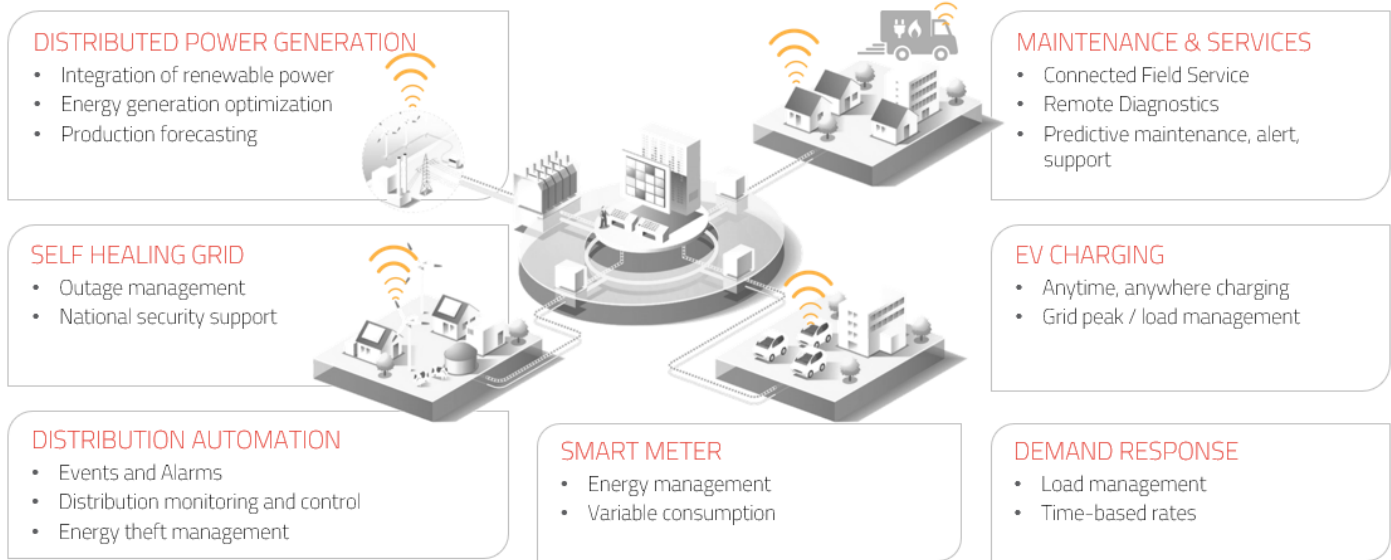 DISTRIBUTED POWER GENERATION
• Integration of renewable power
• Energy generation optimization
• Production forecasting
MAINTENANCE & SERVICES
• Connected Field Service
• Remote Diagnostics
• Predictive maintenance, alert,
support
SELF HEALING GRID
• Outage management
• National security support
EV CHARGING
• Anytime, anywhere charging
• Grid peak / load management
DISTRIBUTION AUTOMATION
• Events and Alarms
• Distribution monitoring and control
• Energy theft management
SMART METER
• Energy management
• Variable consumption
DEMAND RESPONSE
• Load management
• Time-based rates